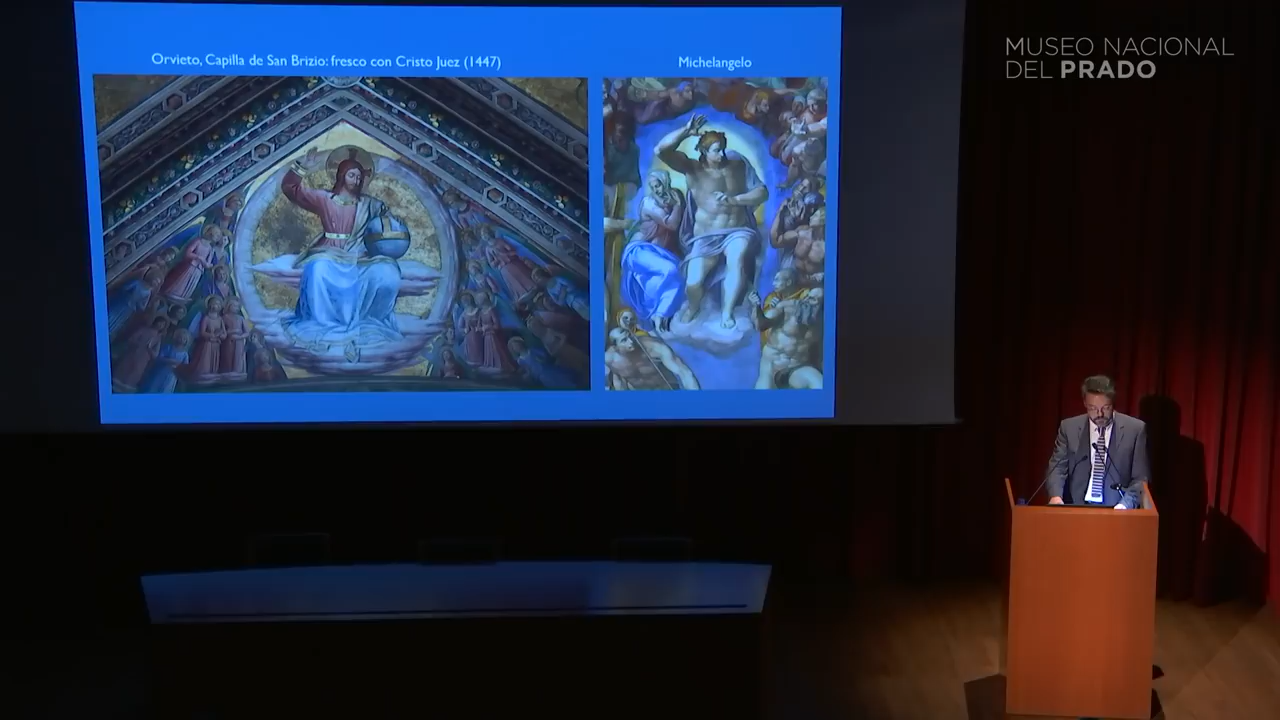 Orvieto, Capilla de San Brizio: fresco con Cristo Juez (1447)
Michelangelo
MUSEO NACIONAL
DEL PRADO